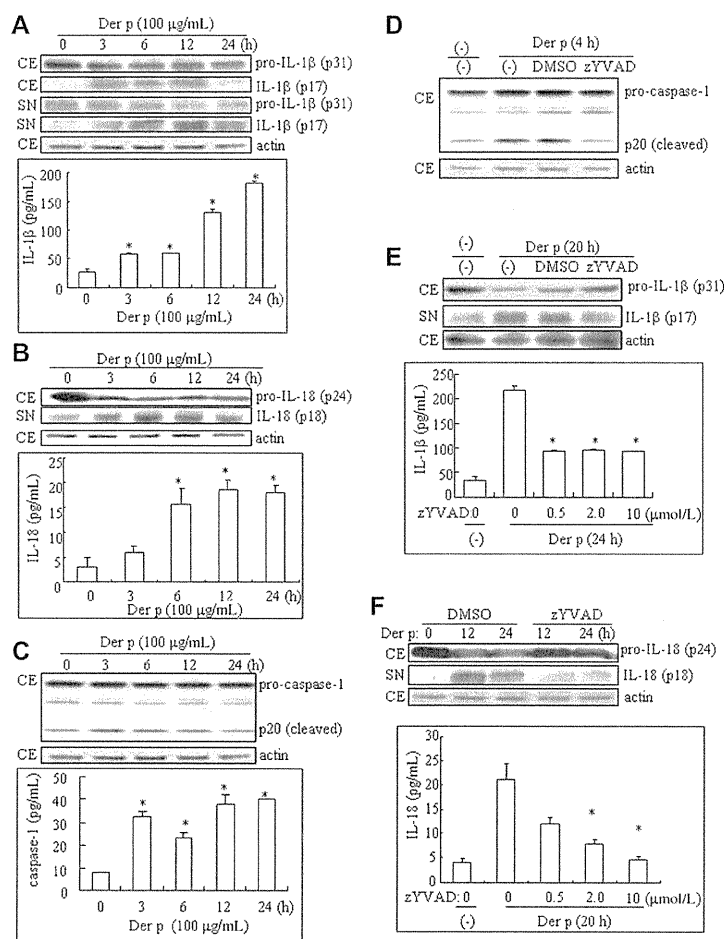 A
Der p (100 µg/mL)
0 3 6 12 24 (h)
CE pro-IL-1β (p31)
CE IL-1β (p17)
SN pro-IL-1β (p31)
SN IL-1β (p17)
CE actin
IL-1β (pg/mL)
200
150
100
50
0
* * * *
0 3 6 12 24 (h)
Der p (100 µg/mL)
B
Der p (100 µg/mL)
0 3 6 12 24 (h)
CE pro-IL-18 (p24)
SN IL-18 (p18)
CE actin
IL-18 (pg/mL)
20
15
10
5
0
* * *
0 3 6 12 24 (h)
Der p (100 µg/mL)
C
Der p (100 µg/mL)
0 3 6 12 24 (h)
CE pro-caspase-1
p20 (cleaved)
CE actin
caspase-1 (pg/mL)
50
40
30
20
10
0
* * * *
0 3 6 12 24 (h)
Der p (100 µg/mL)
D
(-) Der p (4 h)
(-) (-) DMSO zYVAD
CE pro-caspase-1
p20 (cleaved)
CE actin
E
(-) Der p (20 h)
(-) (-) DMSO zYVAD
CE pro-IL-1β (p31)
SN IL-1β (p17)
CE actin
IL-1β (pg/mL)
250
200
150
100
50
0
* * *
zYVAD:0 0 0.5 2.0 10 (µmol/L)
(-) Der p (24 h)
F
DMSO zYVAD
Der p: 0 12 24 12 24 (h)
CE pro-IL-18 (p24)
SN IL-18 (p18)
CE actin
IL-18 (pg/mL)
30
25
20
15
10
5
0
* *
zYVAD: 0 0 0.5 2.0 10 (µmol/L)
(-) Der p (20 h)